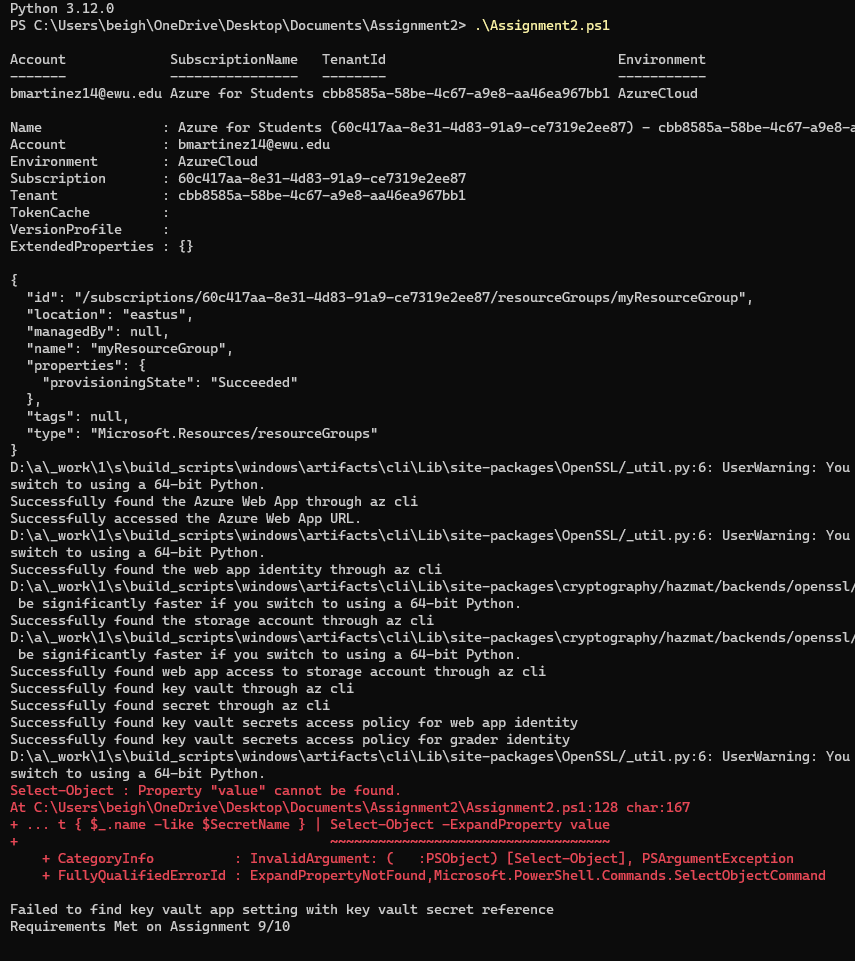 Python 3.12.0
PS C:\Users\beigh\OneDrive\Desktop\Documents\Assignment2> .\Assignment2.ps1
Account SubscriptionName TenantId Environment
------- ---------------- -------- -----------
bmartinez14@ewu.edu Azure for Students cbb8585a-58be-4c67-a9e8-aa46ea967bb1 AzureCloud
Name : Azure for Students (60c417aa-8e31-4d83-91a9-ce7319e2ee87) - cbb8585a-58be-4c67-a9e8-a
Account : bmartinez14@ewu.edu
Environment : AzureCloud
Subscription : 60c417aa-8e31-4d83-91a9-ce7319e2ee87
Tenant : cbb8585a-58be-4c67-a9e8-aa46ea967bb1
TokenCache :
VersionProfile :
ExtendedProperties : {}
{
  "id": "/subscriptions/60c417aa-8e31-4d83-91a9-ce7319e2ee87/resourceGroups/myResourceGroup",
  "location": "eastus",
  "managedBy": null,
  "name": "myResourceGroup",
  "properties": {
    "provisioningState": "Succeeded"
  },
  "tags": null,
  "type": "Microsoft.Resources/resourceGroups"
}
D:\a\_work\1\s\build_scripts\windows\artifacts\cli\Lib\site-packages\OpenSSL/_util.py:6: UserWarning: You
switch to using a 64-bit Python.
Successfully found the Azure Web App through az cli
Successfully accessed the Azure Web App URL.
D:\a\_work\1\s\build_scripts\windows\artifacts\cli\Lib\site-packages\OpenSSL/_util.py:6: UserWarning: You
switch to using a 64-bit Python.
Successfully found the web app identity through az cli
D:\a\_work\1\s\build_scripts\windows\artifacts\cli\Lib\site-packages\cryptography/hazmat/backends/openssl/
 be significantly faster if you switch to using a 64-bit Python.
Successfully found the storage account through az cli
D:\a\_work\1\s\build_scripts\windows\artifacts\cli\Lib\site-packages\cryptography/hazmat/backends/openssl/
 be significantly faster if you switch to using a 64-bit Python.
Successfully found web app access to storage account through az cli
Successfully found key vault through az cli
Successfully found secret through az cli
Successfully found key vault secrets access policy for web app identity
Successfully found key vault secrets access policy for grader identity
D:\a\_work\1\s\build_scripts\windows\artifacts\cli\Lib\site-packages\OpenSSL/_util.py:6: UserWarning: You
switch to using a 64-bit Python.
Select-Object : Property "value" cannot be found.
At C:\Users\beigh\OneDrive\Desktop\Documents\Assignment2\Assignment2.ps1:128 char:167
+ ... t { $_.name -like $SecretName } | Select-Object -ExpandProperty value
+ ~~~~~~~~~~~~~~~~~~~~~~~~~~~~~~~~~~~
    + CategoryInfo : InvalidArgument: ( :PSObject) [Select-Object], PSArgumentException
    + FullyQualifiedErrorId : ExpandPropertyNotFound,Microsoft.PowerShell.Commands.SelectObjectCommand
Failed to find key vault app setting with key vault secret reference
Requirements Met on Assignment 9/10